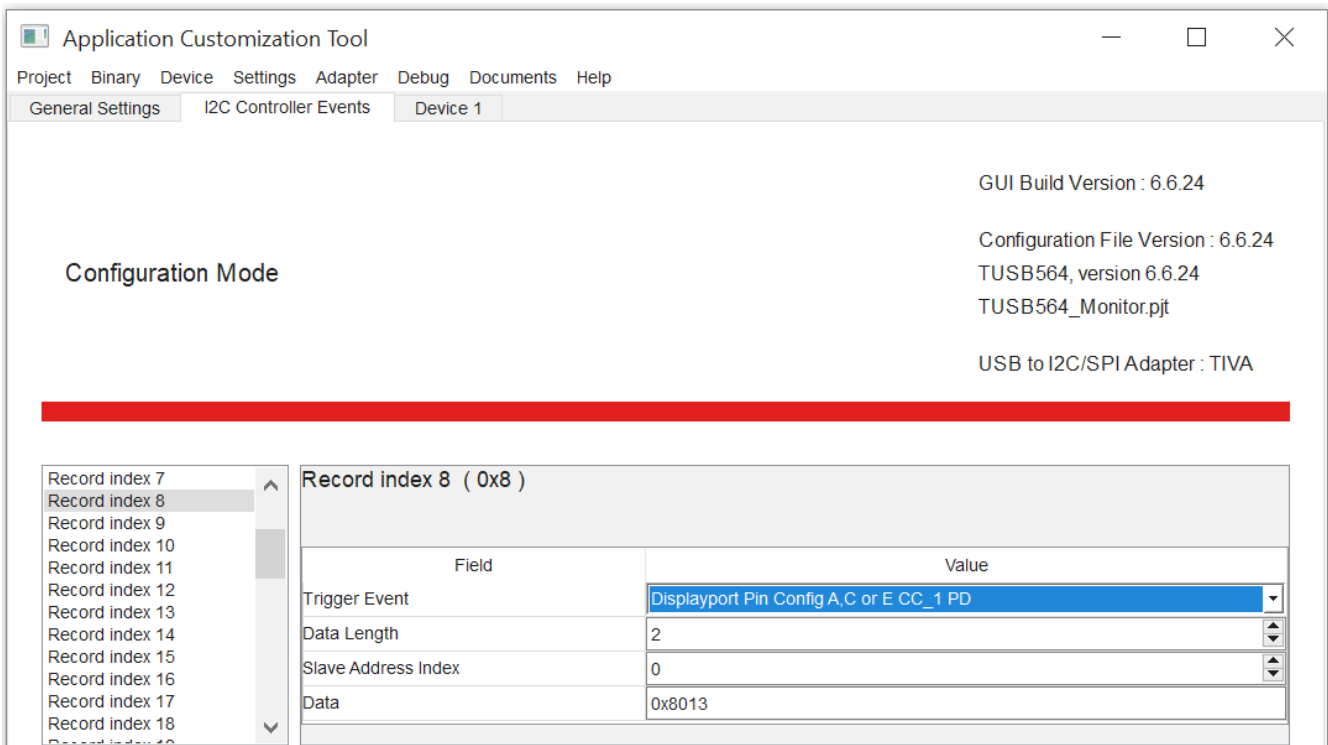 Application Customization Tool
Project Binary Device Settings Adapter Debug Documents Help
General Settings I2C Controller Events Device 1
GUI Build Version : 6.6.24
Configuration File Version : 6.6.24
Configuration Mode
TUSB564, version 6.6.24
TUSB564_Monitor.pjt
USB to I2C/SPI Adapter : TIVA
Record index 7
Record index 8
Record index 9
Record index 10
Record index 11
Record index 12
Record index 13
Record index 14
Record index 15
Record index 16
Record index 17
Record index 18
Record index 8 ( 0x8 )
Field Value
Trigger Event Displayport Pin Config A,C or E CC_1 PD
Data Length 2
Slave Address Index 0
Data 0x8013